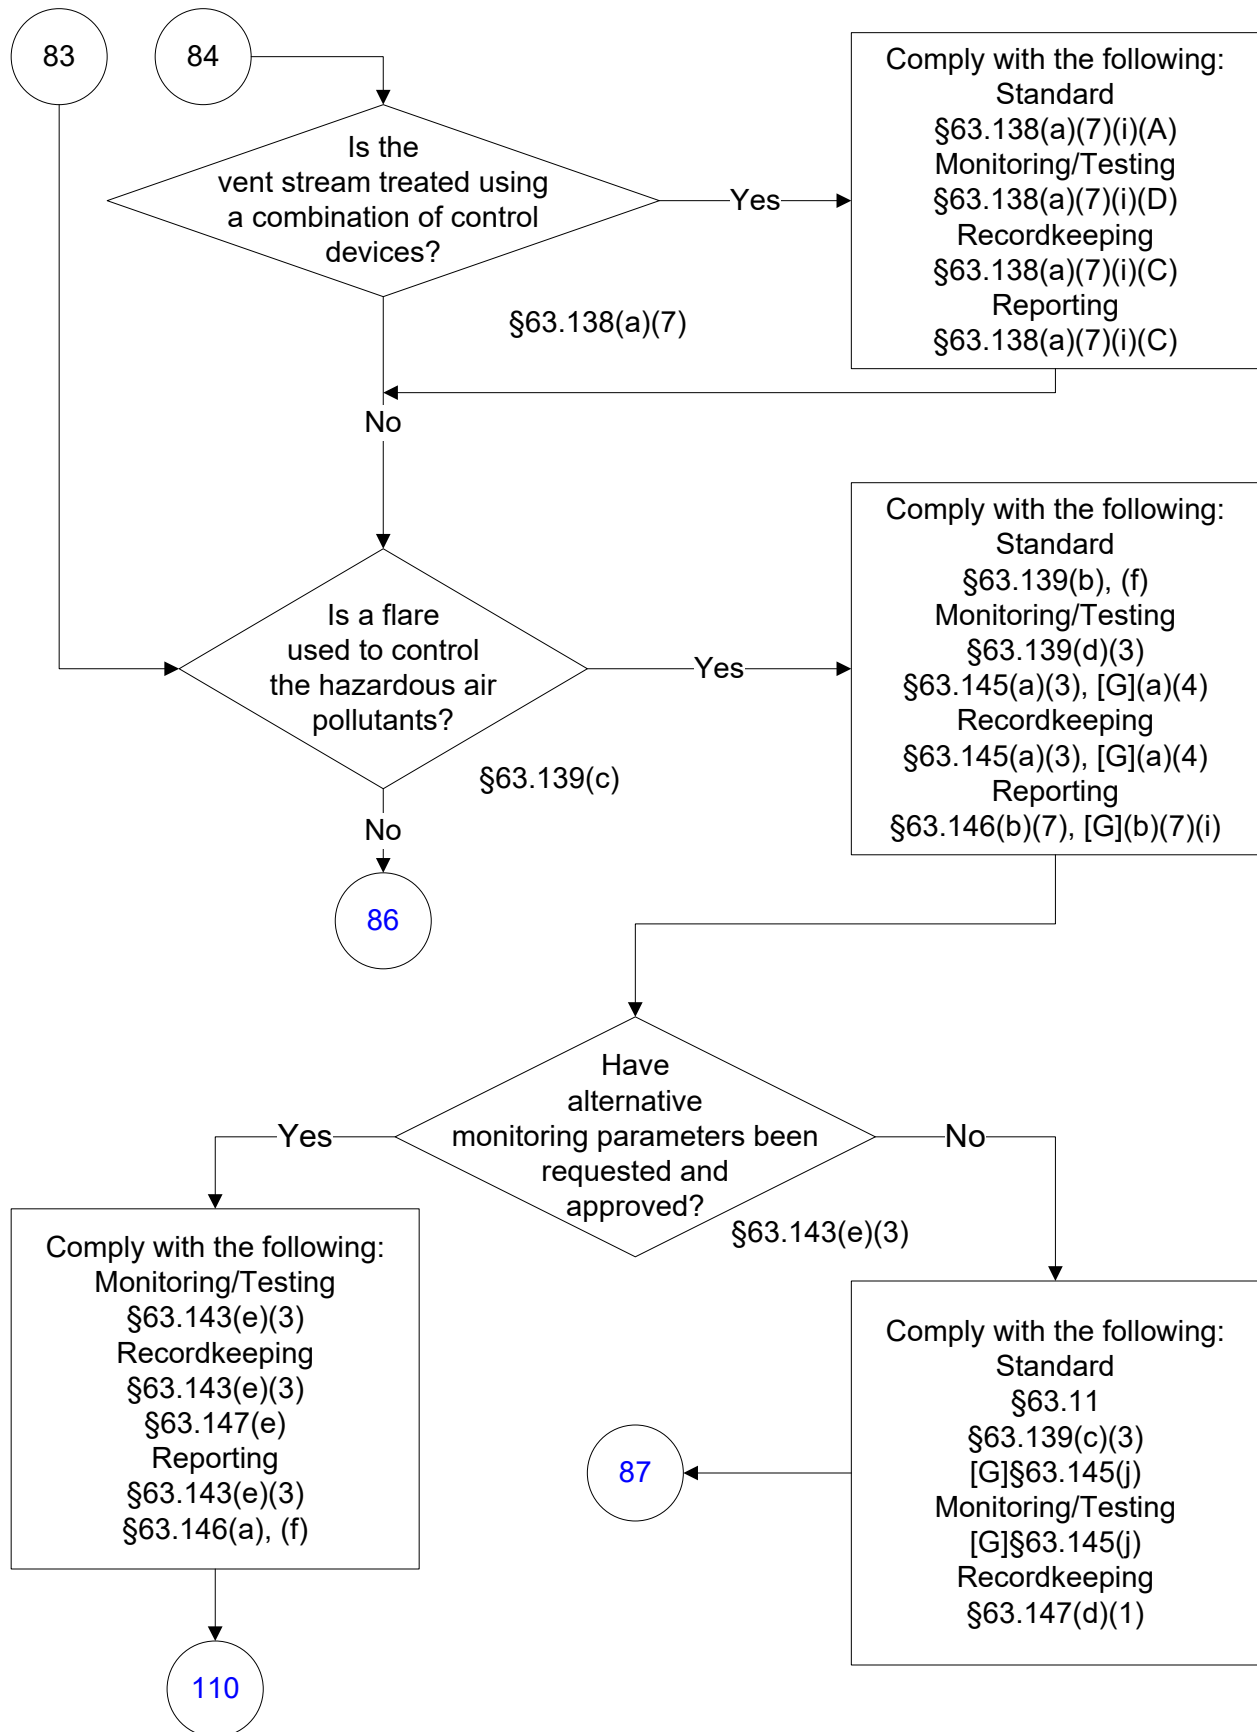 83
84
Is the
vent stream treated using
a combination of control
devices?
Yes
§63.138(a)(7)
Comply with the following:
Standard
§63.138(a)(7)(i)(A)
Monitoring/Testing
§63.138(a)(7)(i)(D)
Recordkeeping
§63.138(a)(7)(i)(C)
Reporting
§63.138(a)(7)(i)(C)
No
Is a flare
used to control
the hazardous air
pollutants?
Yes
§63.139(c)
No
86
Comply with the following:
Standard
§63.139(b), (f)
Monitoring/Testing
§63.139(d)(3)
§63.145(a)(3), [G](a)(4)
Recordkeeping
§63.145(a)(3), [G](a)(4)
Reporting
§63.146(b)(7), [G](b)(7)(i)
Have
alternative
monitoring parameters been
requested and
approved?
Yes
No
§63.143(e)(3)
Comply with the following:
Monitoring/Testing
§63.143(e)(3)
Recordkeeping
§63.143(e)(3)
§63.147(e)
Reporting
§63.143(e)(3)
§63.146(a), (f)
110
Comply with the following:
Standard
§63.11
§63.139(c)(3)
[G]§63.145(j)
Monitoring/Testing
[G]§63.145(j)
Recordkeeping
§63.147(d)(1)
87